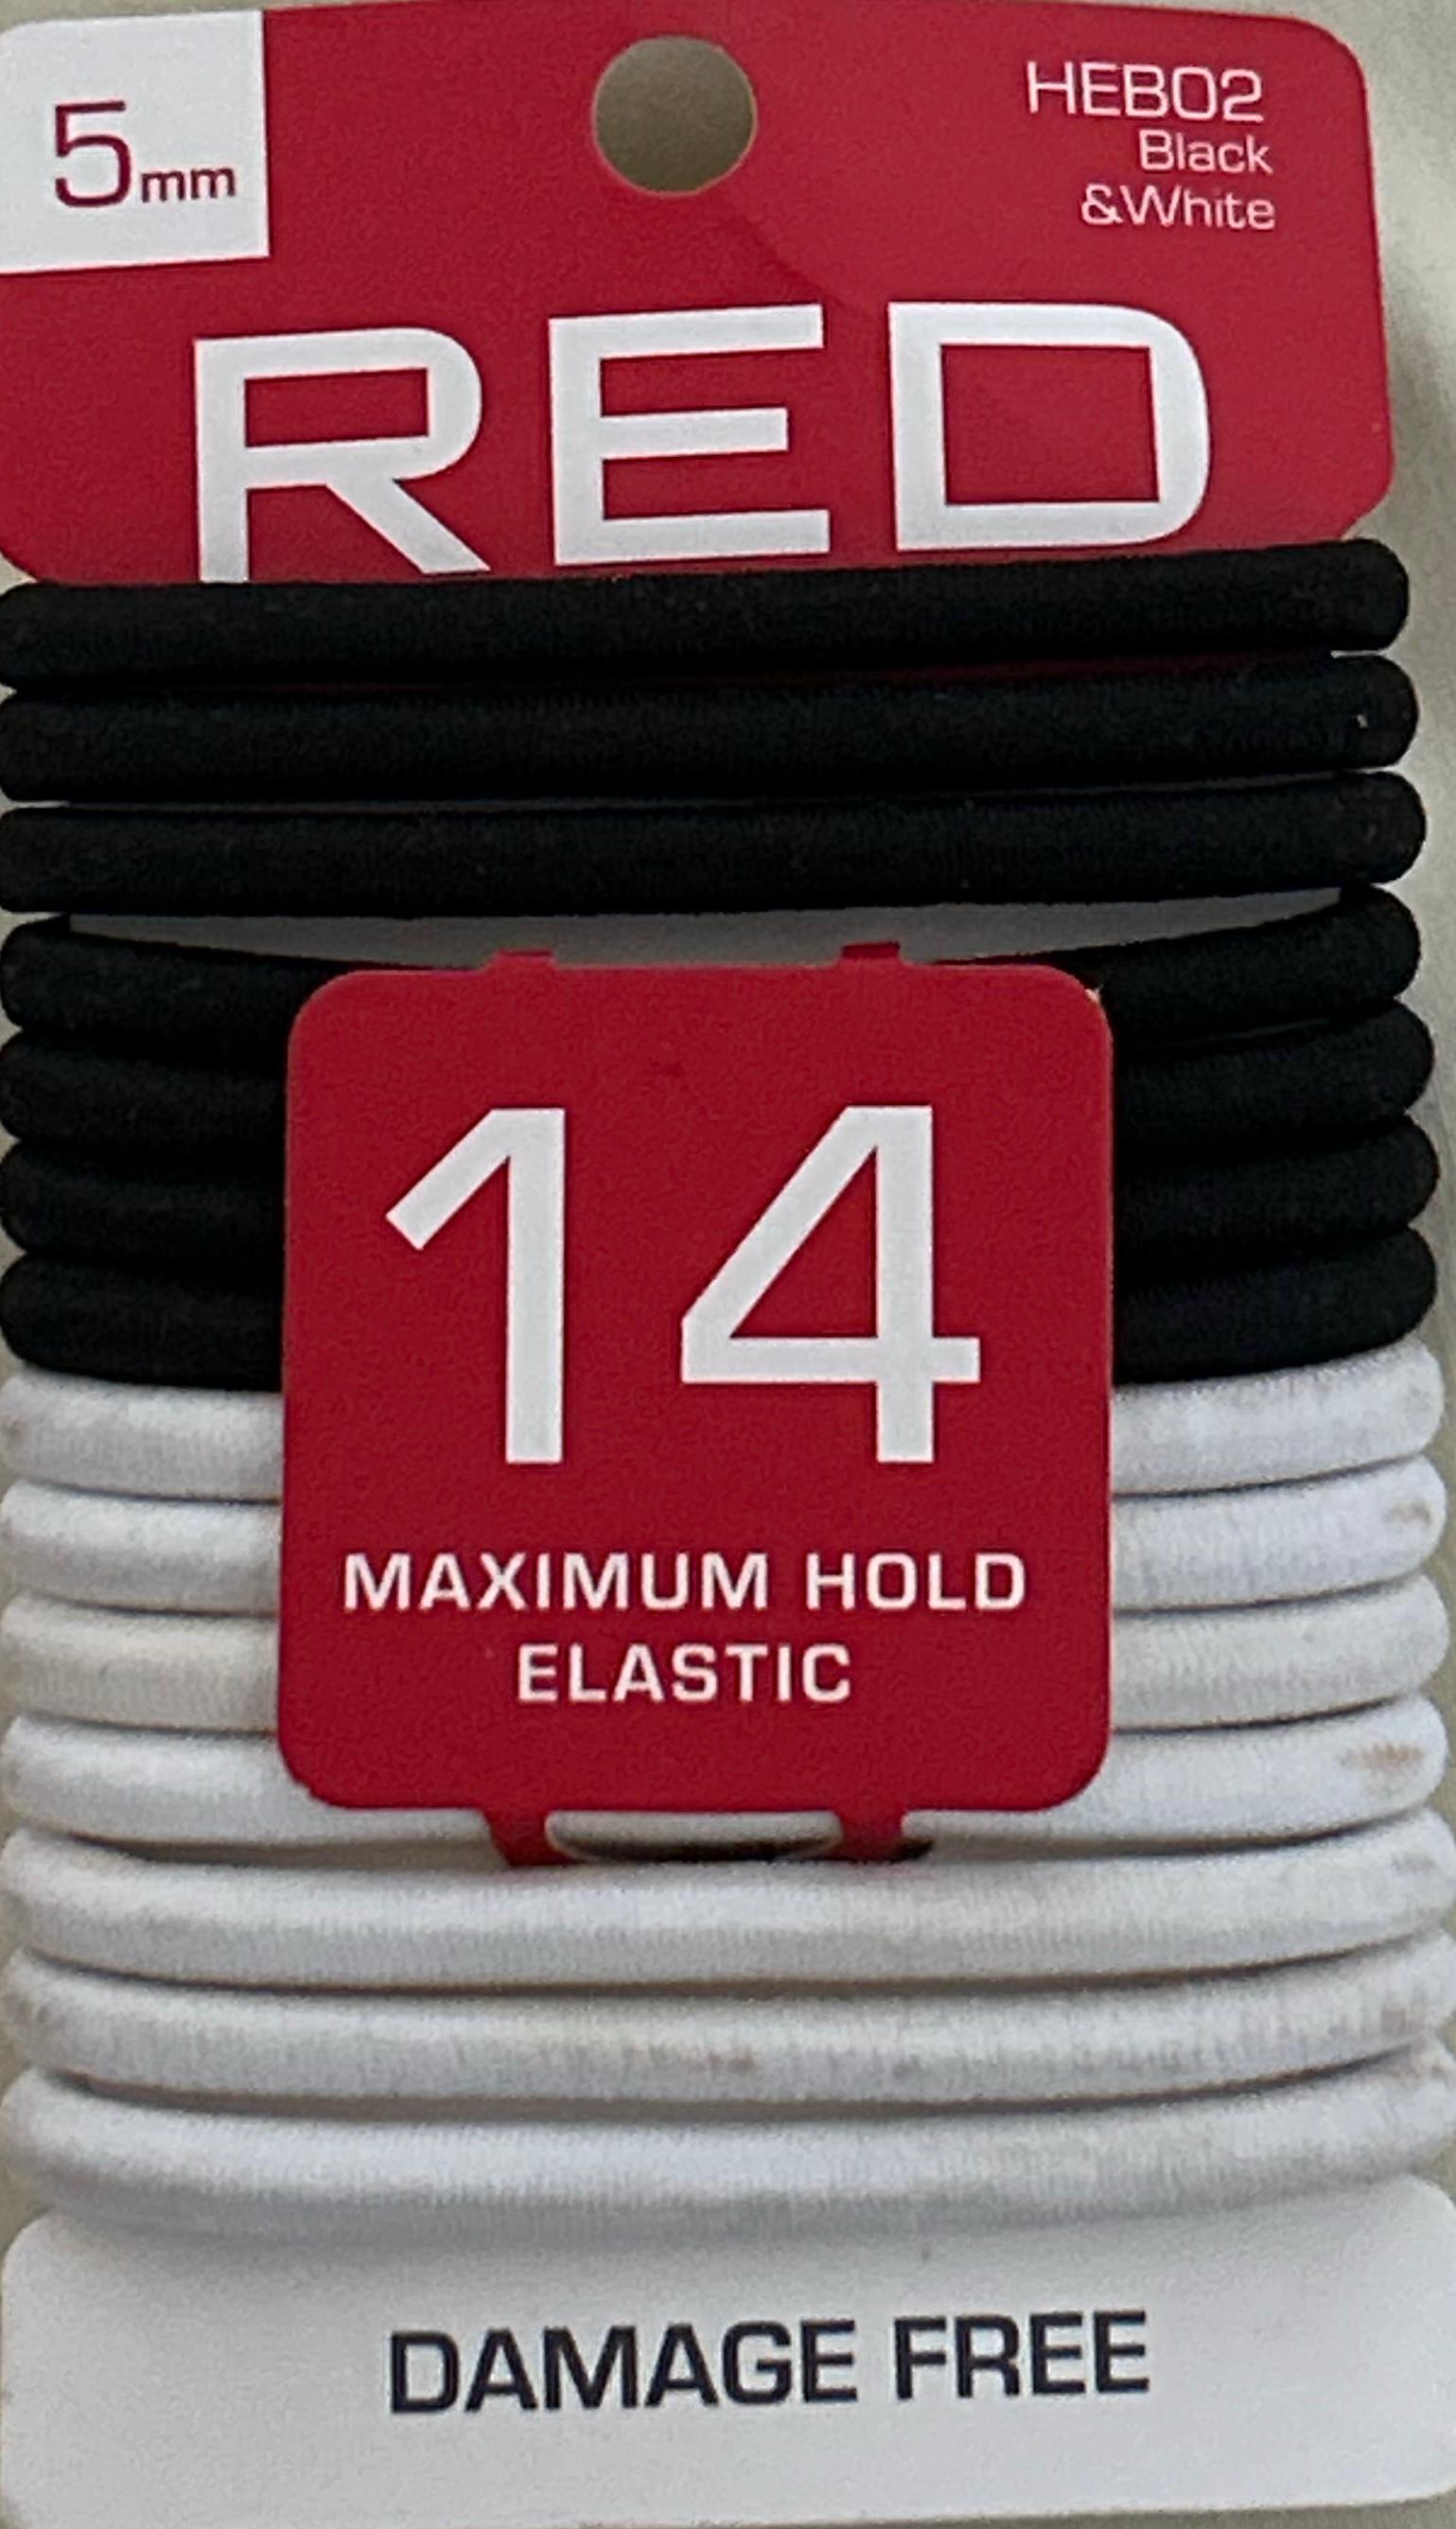 5mm
HEB02
Black
&White
RED
14
MAXIMUM HOLD
ELASTIC
DAMAGE FREE